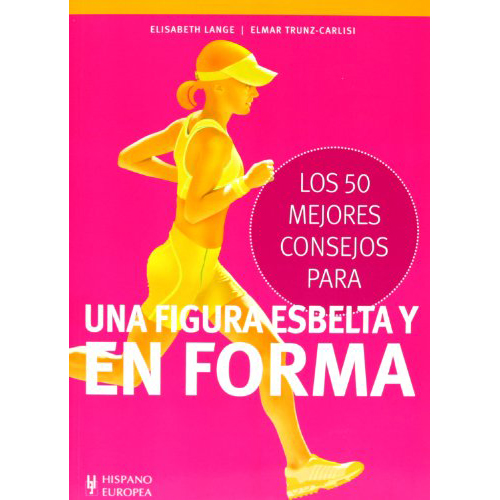 ELISABETH LANGE | ELMAR TRUNZ-CARLISI
LOS 50
MEJORES
CONSEJOS
PARA
UNA FIGURA ESBELTA Y
EN FORMA
HISPANO
EUROPEA